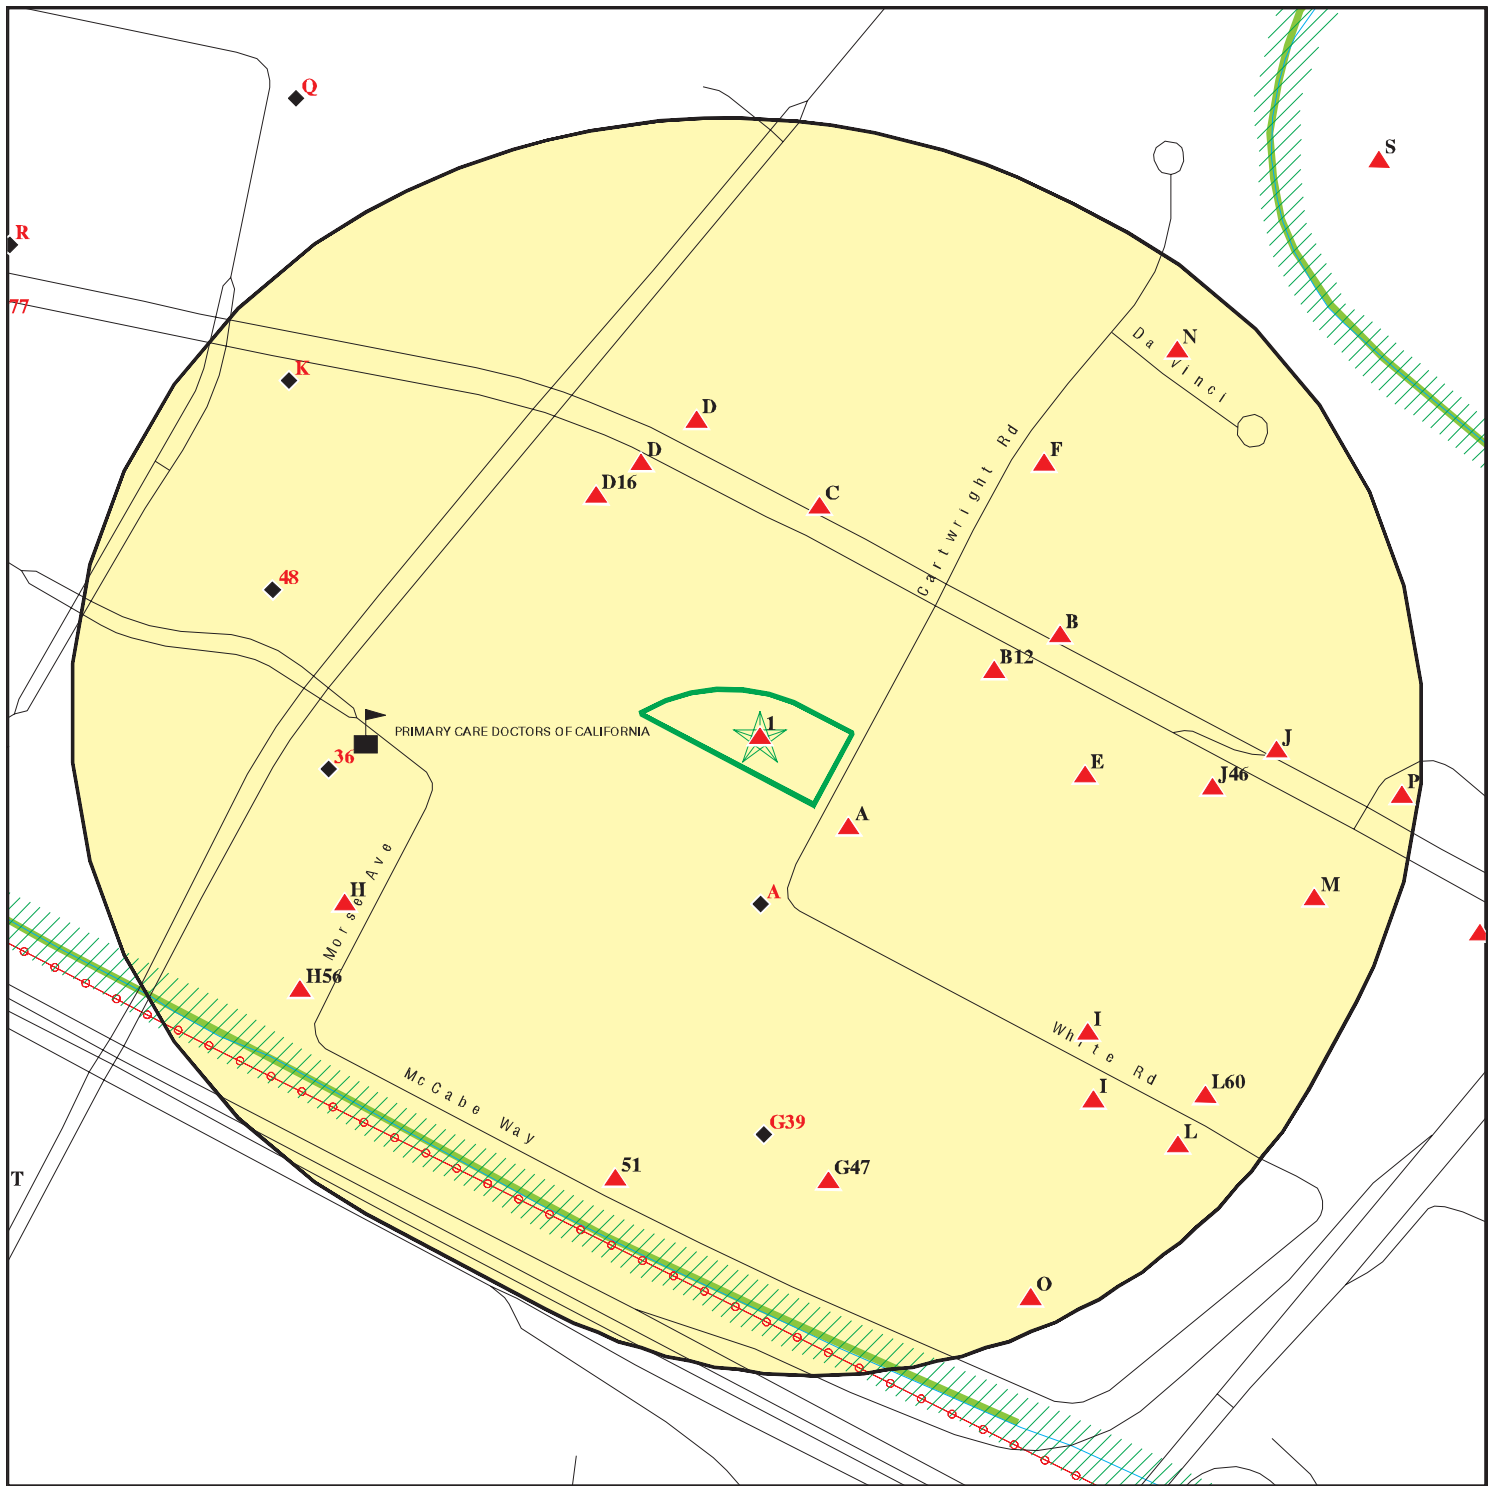 Q
S
R
77
N
Da Vinci
K
D
F
Cartwright Rd
D
D16
C
48
B
B12
1
PRIMARY CARE DOCTORS OF CALIFORNIA
J
36
E
J46
P
A
Morse Ave
H
A
M
H56
I
White Rd
McCabe Way
L60
I
G39
L
51
G47
T
O